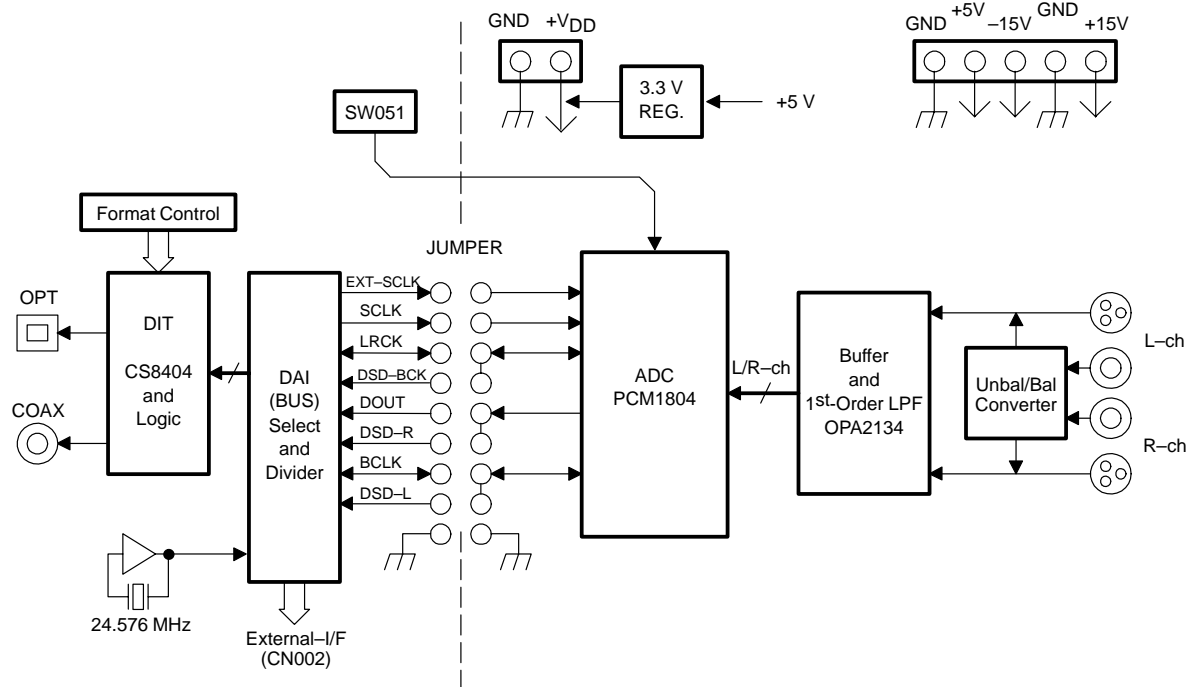 GND +VDD
GND +5V –15V GND +15V
3.3 V
REG.
+5 V
SW051
Format Control
JUMPER
OPT
COAX
DIT
CS8404
and
Logic
DAI
(BUS)
Select
and
Divider
EXT–SCLK
SCLK
LRCK
DSD–BCK
DOUT
DSD–R
BCLK
DSD–L
ADC
PCM1804
L/R–ch
Buffer
and
1st-Order LPF
OPA2134
Unbal/Bal
Converter
L–ch
R–ch
24.576 MHz
External–I/F
(CN002)